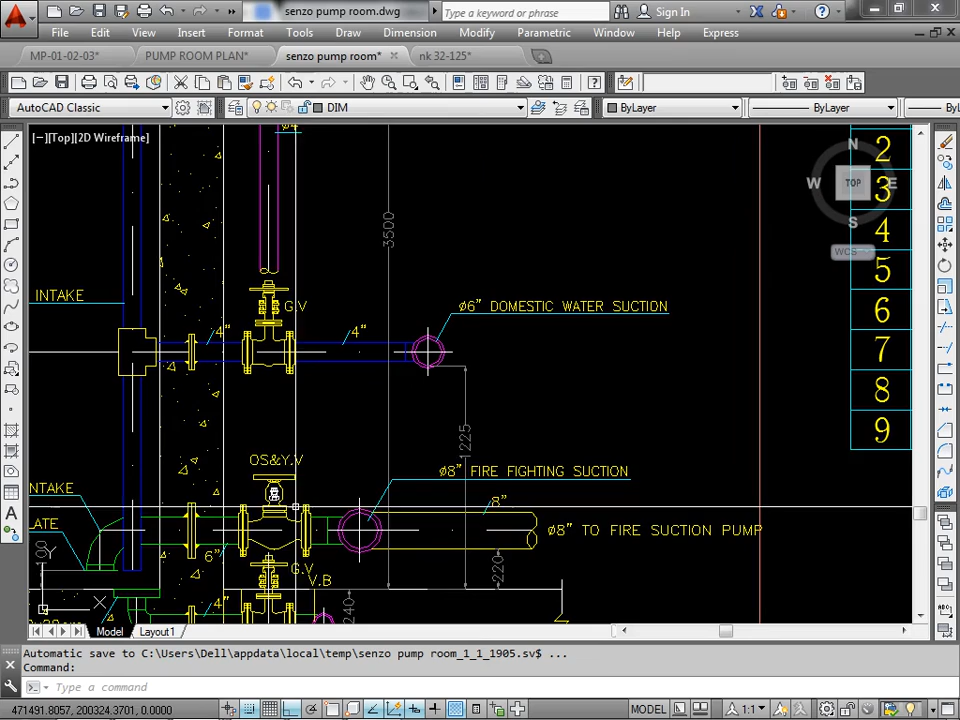 senzo pump room.dwg
Type a keyword or phrase
Sign In
File Edit View Insert Format Tools Draw Dimension Modify Parametric Window Help Express
MP-01-02-03* PUMP ROOM PLAN* senzo pump room* nk 32-125*
AutoCAD Classic DIM ByLayer ByLayer
[−][Top][2D Wireframe]
N
W TOP E
S
WCS
2
3
4
5
6
7
8
9
3500
INTAKE
G.V
ø6” DOMESTIC WATER SUCTION
4”
4”
1225
OS&Y.V
ø8” FIRE FIGHTING SUCTION
NTAKE
8”
LATE
ø8” TO FIRE SUCTION PUMP
6”
G.V
V.B
220
240
4”
Y
X
Model Layout1
Automatic save to C:\Users\Dell\appdata\local\temp\senzo pump room_1_1_1905.sv$ ...
Command:
Type a command
471491.8057, 200324.3701, 0.0000
MODEL
1:1